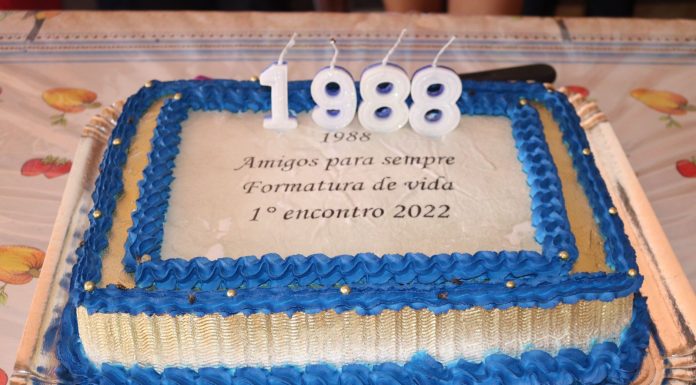 1988
1988
Amigos para sempre
Formatura de vida
1° encontro 2022